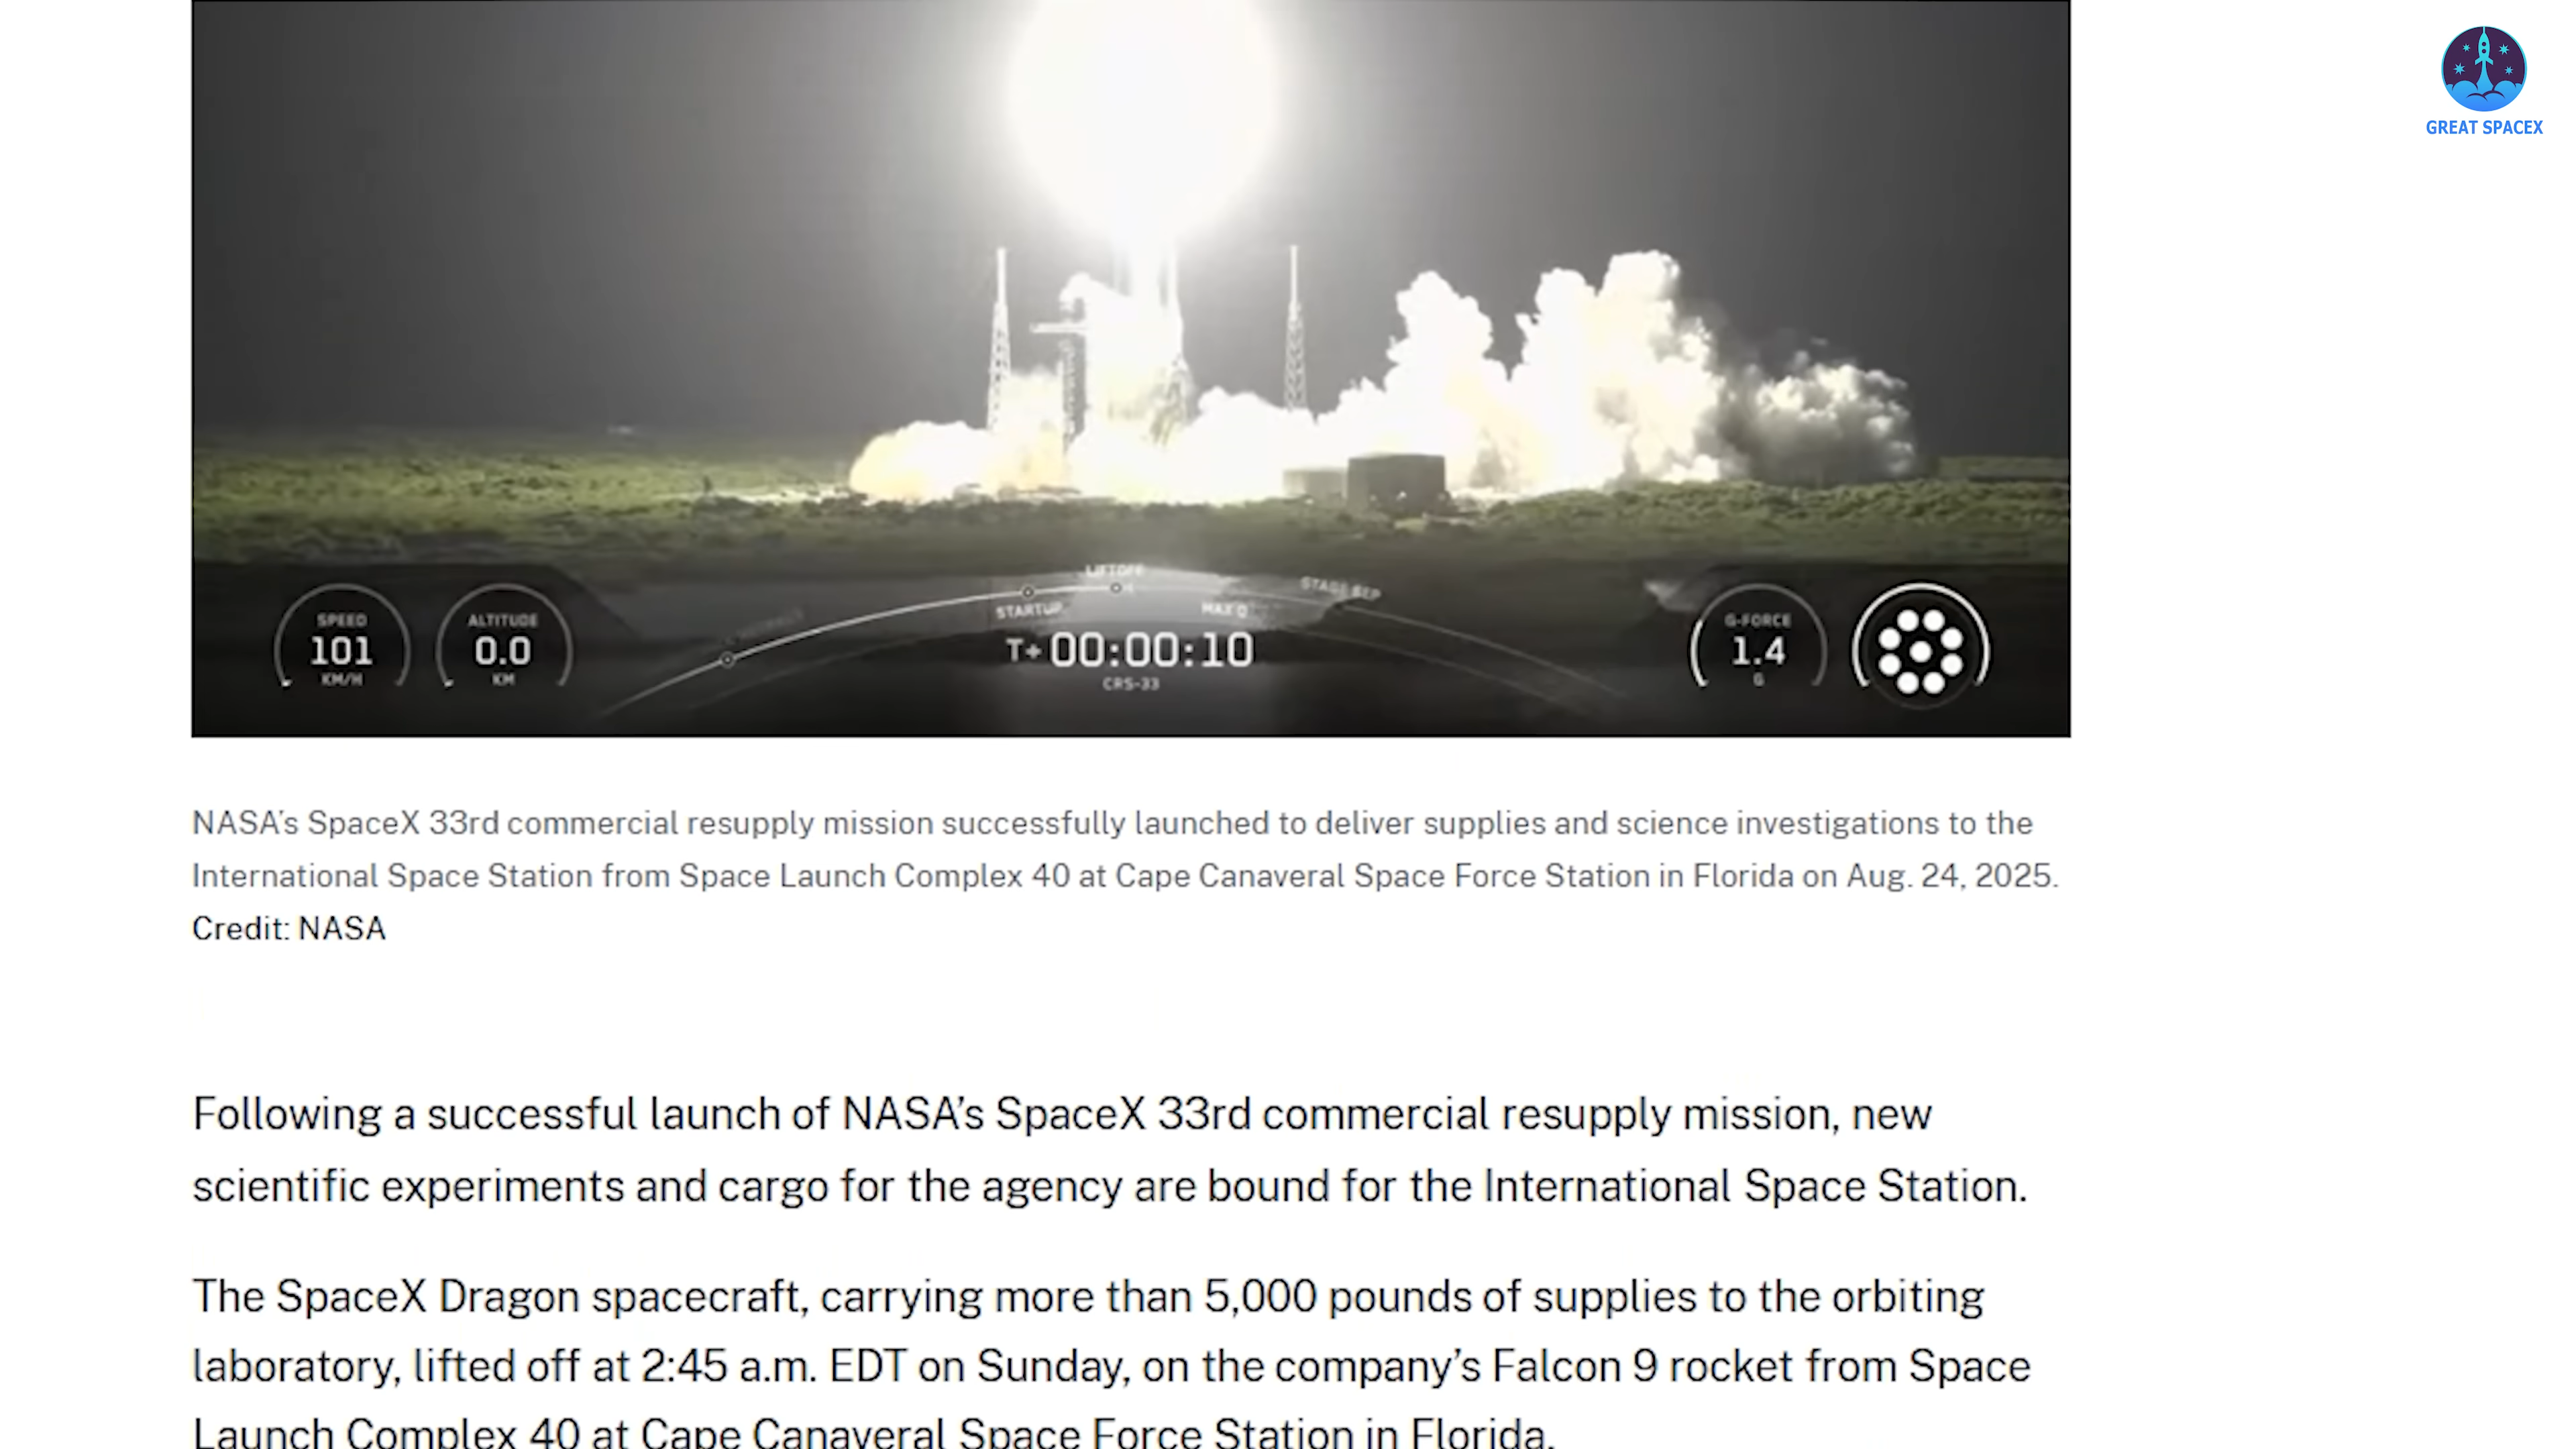 GREAT SPACEX
LIFTOFF
STARTUP
MAX Q
STAGE SEP
SPEED
101
KM/H
ALTITUDE
0.0
KM
T+00:00:10
CRS-33
G-FORCE
1.4
G
NASA’s SpaceX 33rd commercial resupply mission successfully launched to deliver supplies and science investigations to the
International Space Station from Space Launch Complex 40 at Cape Canaveral Space Force Station in Florida on Aug. 24, 2025.
Credit: NASA
Following a successful launch of NASA’s SpaceX 33rd commercial resupply mission, new
scientific experiments and cargo for the agency are bound for the International Space Station.
The SpaceX Dragon spacecraft, carrying more than 5,000 pounds of supplies to the orbiting
laboratory, lifted off at 2:45 a.m. EDT on Sunday, on the company’s Falcon 9 rocket from Space
Launch Complex 40 at Cape Canaveral Space Force Station in Florida.